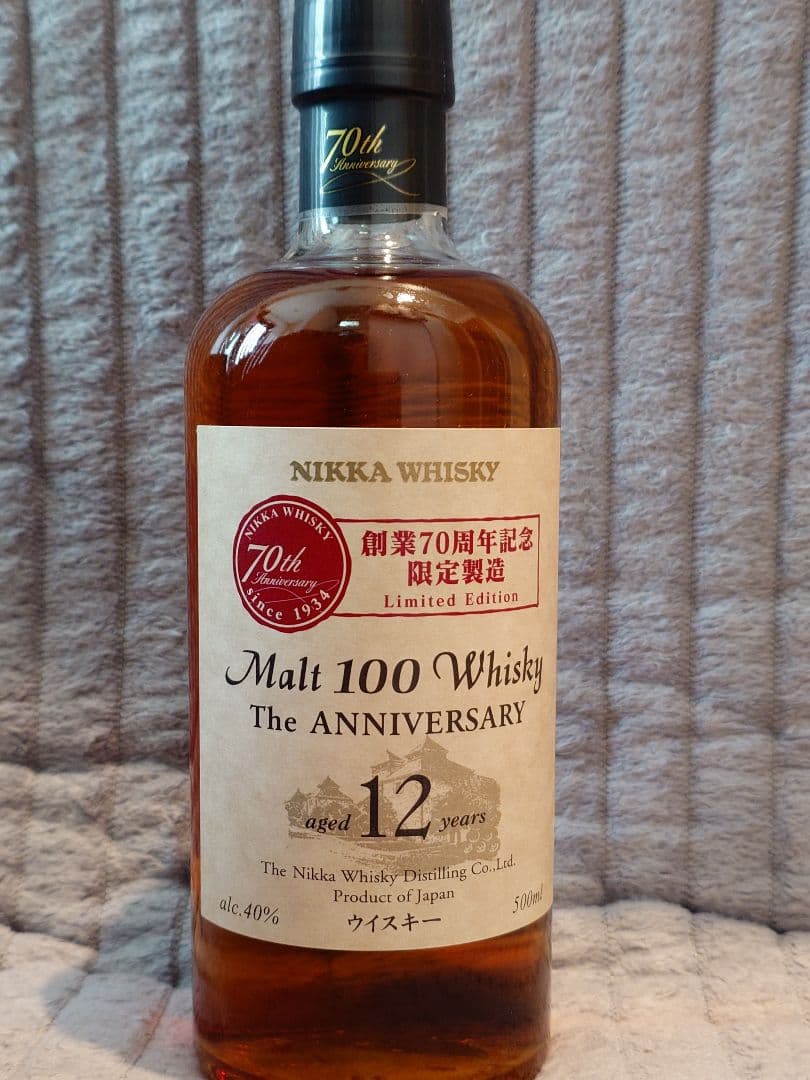 70th
Anniversary
NIKKA WHISKY
NIKKA WHISKY
70th
Anniversary
since 1934
創業70周年記念
限定製造
Limited Edition
Malt 100 Whisky
The ANNIVERSARY
aged 12 years
The Nikka Whisky Distilling Co.,Ltd.
Product of Japan
alc.40%
500ml
ウイスキー